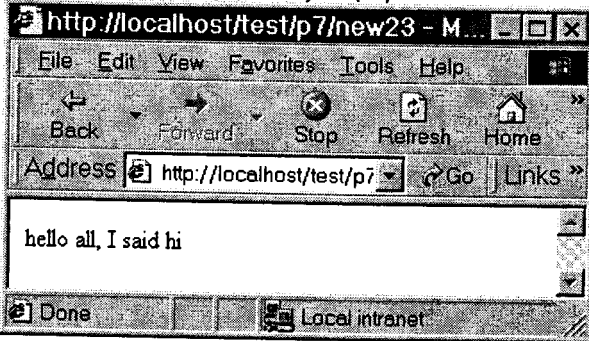 http://localhost/test/p7/new23 - M...
File Edit View Favorites Tools Help
Back Forward Stop Refresh Home »
Address http://localhost/test/p7 Go Links »
hello all, I said hi
Done Local intranet